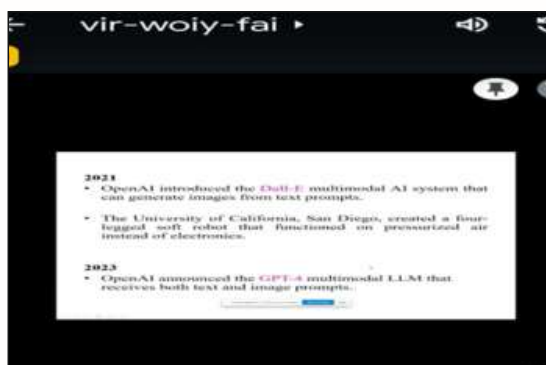 vir-woiy-fai
2021
• OpenAI introduced the Dall-E multimodal AI system that
can generate images from text prompts.
• The University of California, San Diego, created a four-
legged soft robot that functioned on pressurized air
instead of electronics.
2023
• OpenAI announced the GPT-4 multimodal LLM that
receives both text and image prompts.